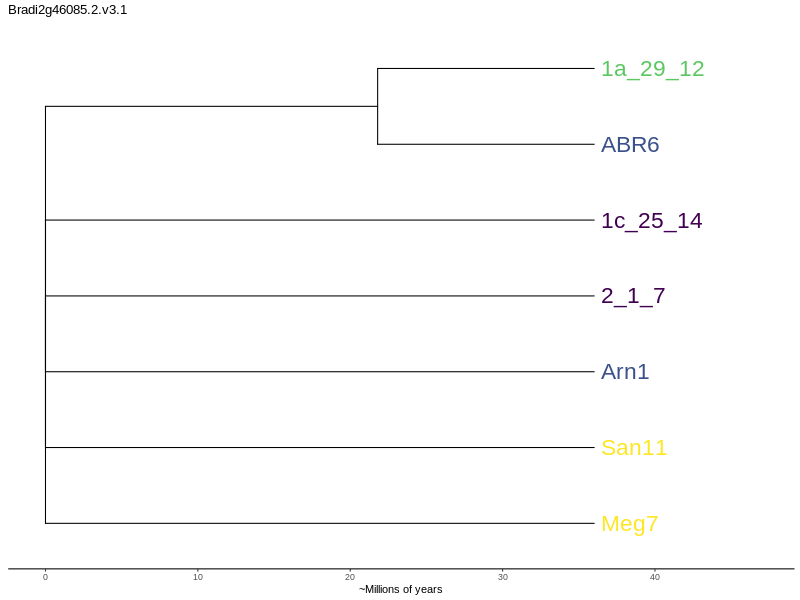 Bradi2g46085.2.v3.1
1a_29_12
ABR6
1c_25_14
2_1_7
Arn1
San11
Meg7
0 10 20 30 40
~Millions of years